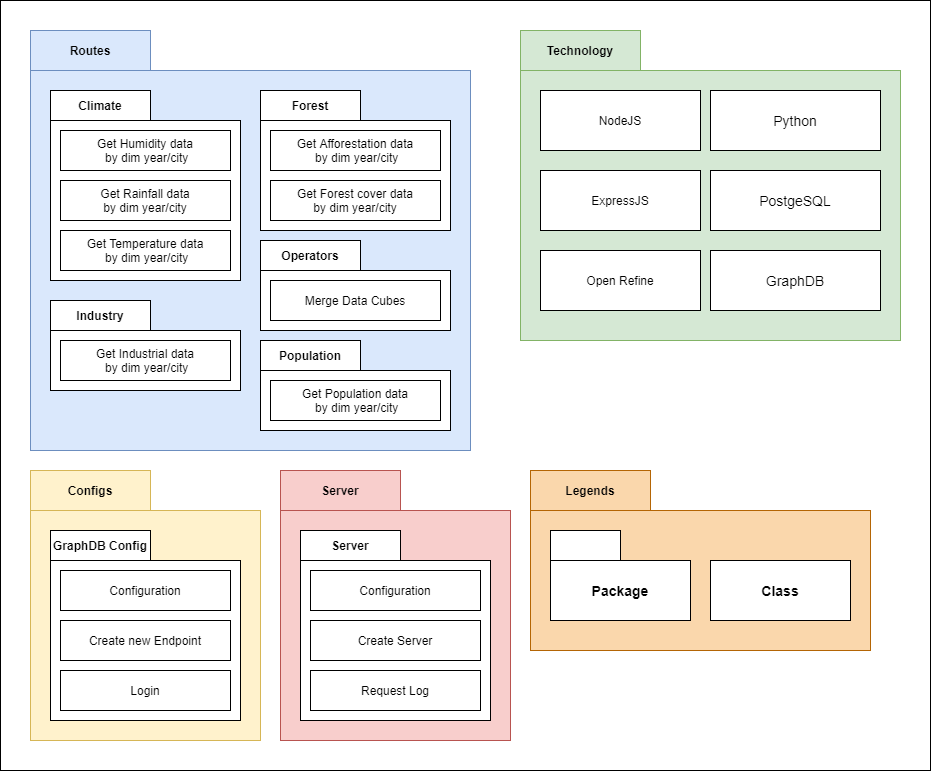 Routes
Climate
Get Humidity data
by dim year/city
Get Rainfall data
by dim year/city
Get Temperature data
by dim year/city
Industry
Get Industrial data
by dim year/city
Forest
Get Afforestation data
by dim year/city
Get Forest cover data
by dim year/city
Operators
Merge Data Cubes
Population
Get Population data
by dim year/city
Technology
NodeJS
Python
ExpressJS
PostgeSQL
Open Refine
GraphDB
Configs
GraphDB Config
Configuration
Create new Endpoint
Login
Server
Server
Configuration
Create Server
Request Log
Legends
Package
Class